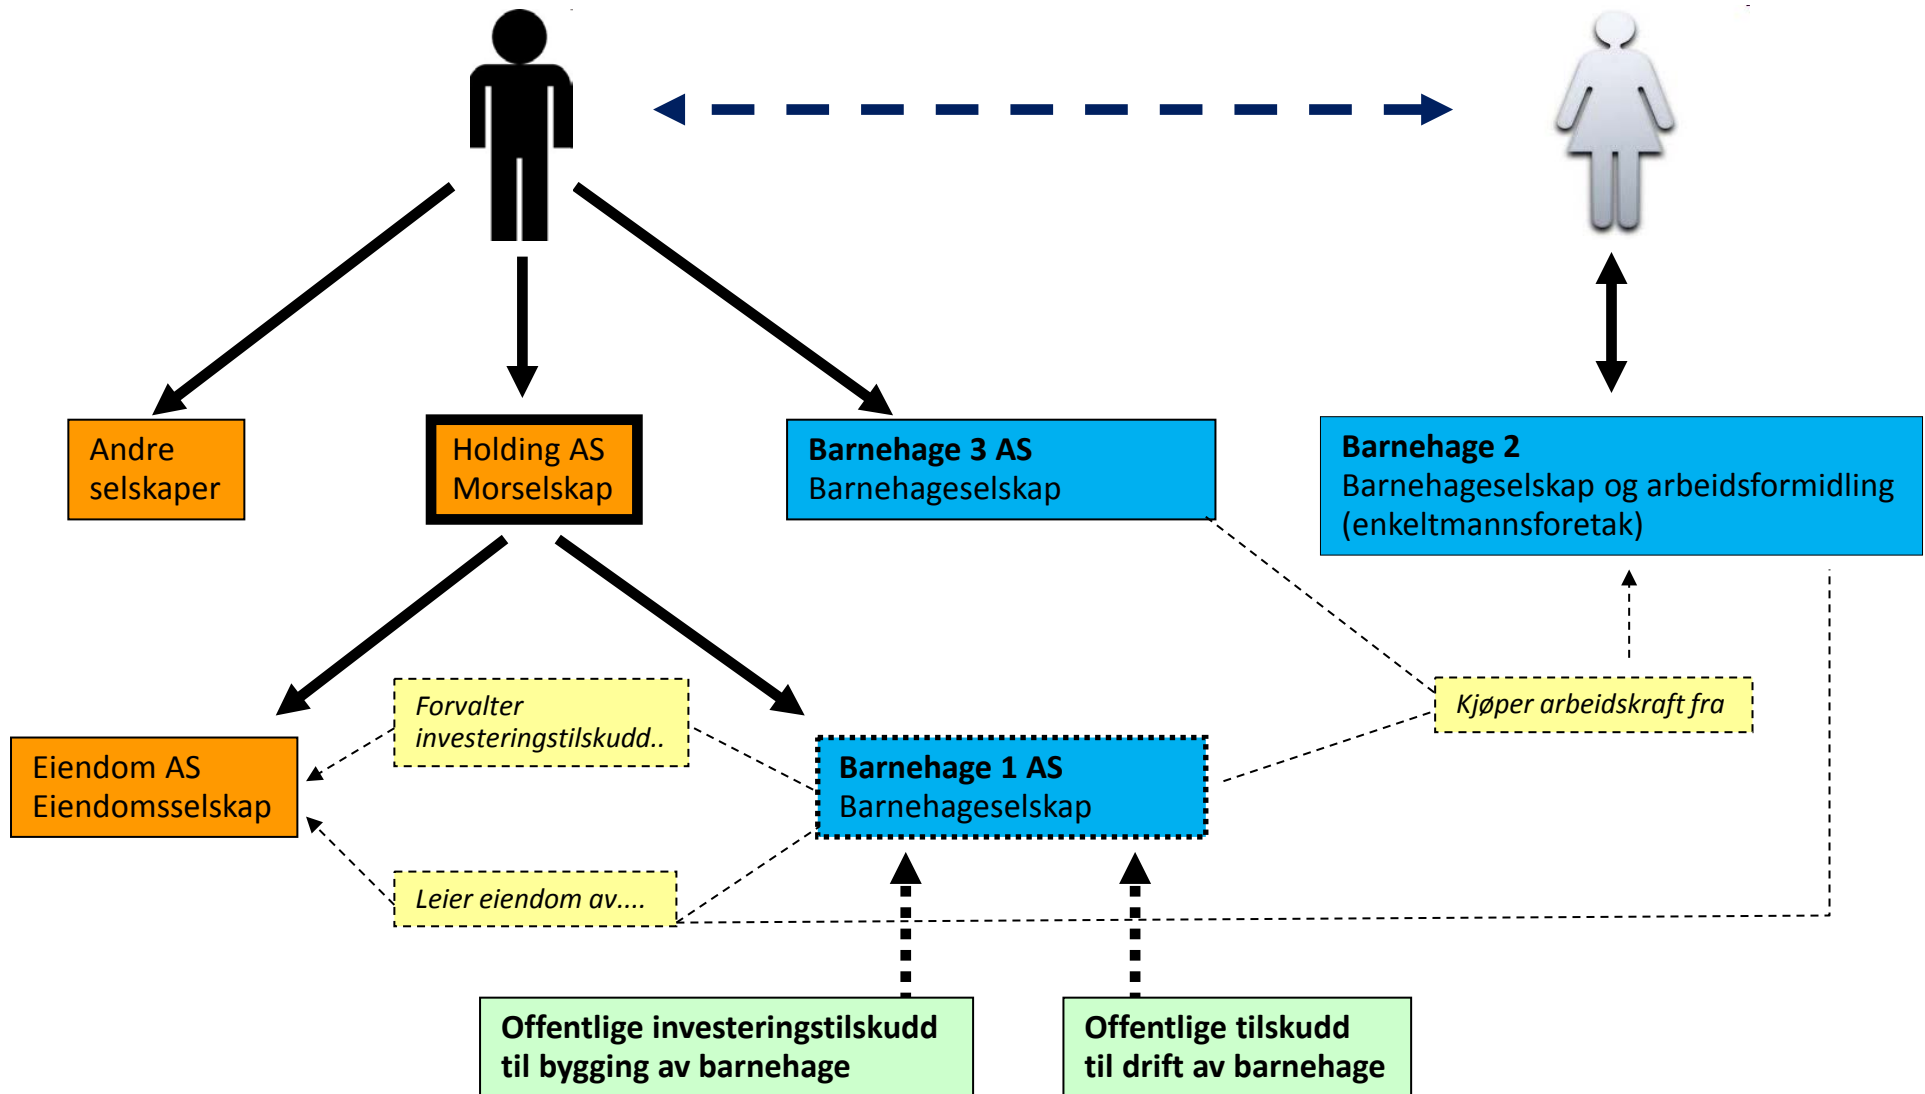 Andre
selskaper
Holding AS
Morselskap
Barnehage 3 AS
Barnehageselskap
Barnehage 2
Barnehageselskap og arbeidsformidling
(enkeltmannsforetak)
Forvalter
investeringstilskudd..
Kjøper arbeidskraft fra
Eiendom AS
Eiendomsselskap
Barnehage 1 AS
Barnehageselskap
Leier eiendom av....
Offentlige investeringstilskudd
til bygging av barnehage
Offentlige tilskudd
til drift av barnehage